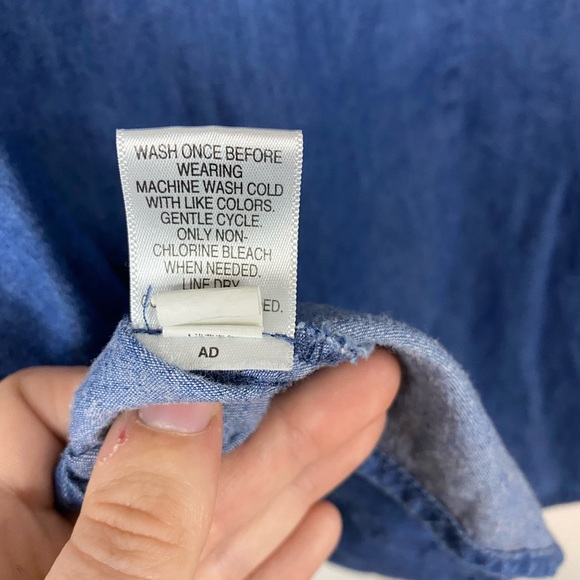 WASH ONCE BEFORE
WEARING
MACHINE WASH COLD
WITH LIKE COLORS.
GENTLE CYCLE.
ONLY NON-
CHLORINE BLEACH
WHEN NEEDED.
LINE DRY.
AD